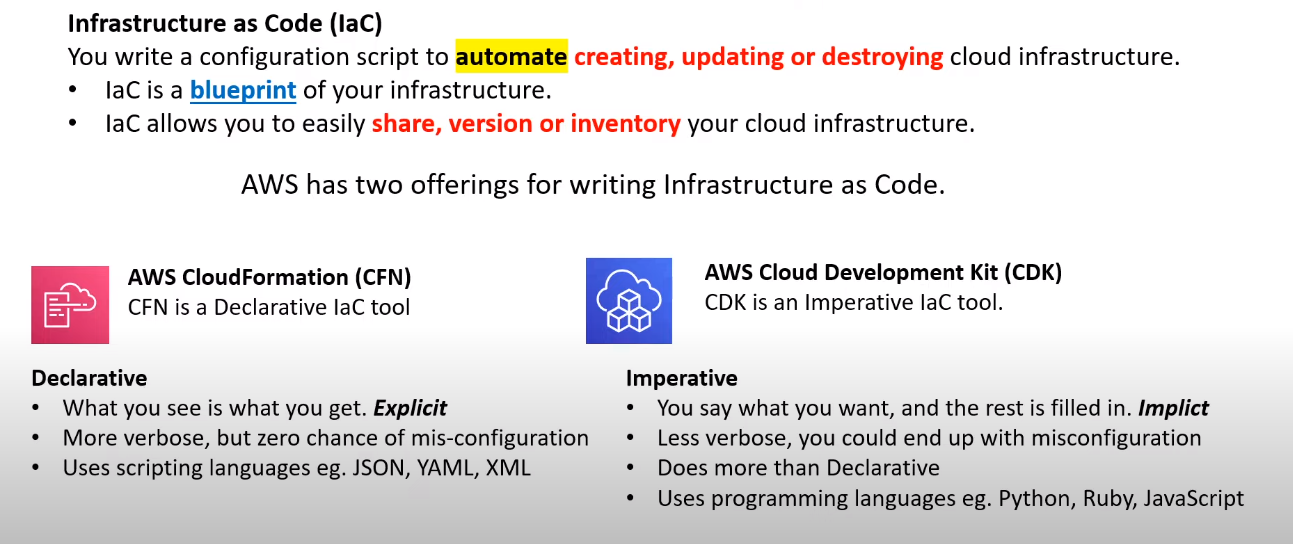 Infrastructure as Code (IaC)
You write a configuration script to automate creating, updating or destroying cloud infrastructure.
• IaC is a blueprint of your infrastructure.
• IaC allows you to easily share, version or inventory your cloud infrastructure.
AWS has two offerings for writing Infrastructure as Code.
AWS CloudFormation (CFN)
CFN is a Declarative IaC tool
Declarative
• What you see is what you get. Explicit
• More verbose, but zero chance of mis-configuration
• Uses scripting languages eg. JSON, YAML, XML
AWS Cloud Development Kit (CDK)
CDK is an Imperative IaC tool.
Imperative
• You say what you want, and the rest is filled in. Implict
• Less verbose, you could end up with misconfiguration
• Does more than Declarative
• Uses programming languages eg. Python, Ruby, JavaScript